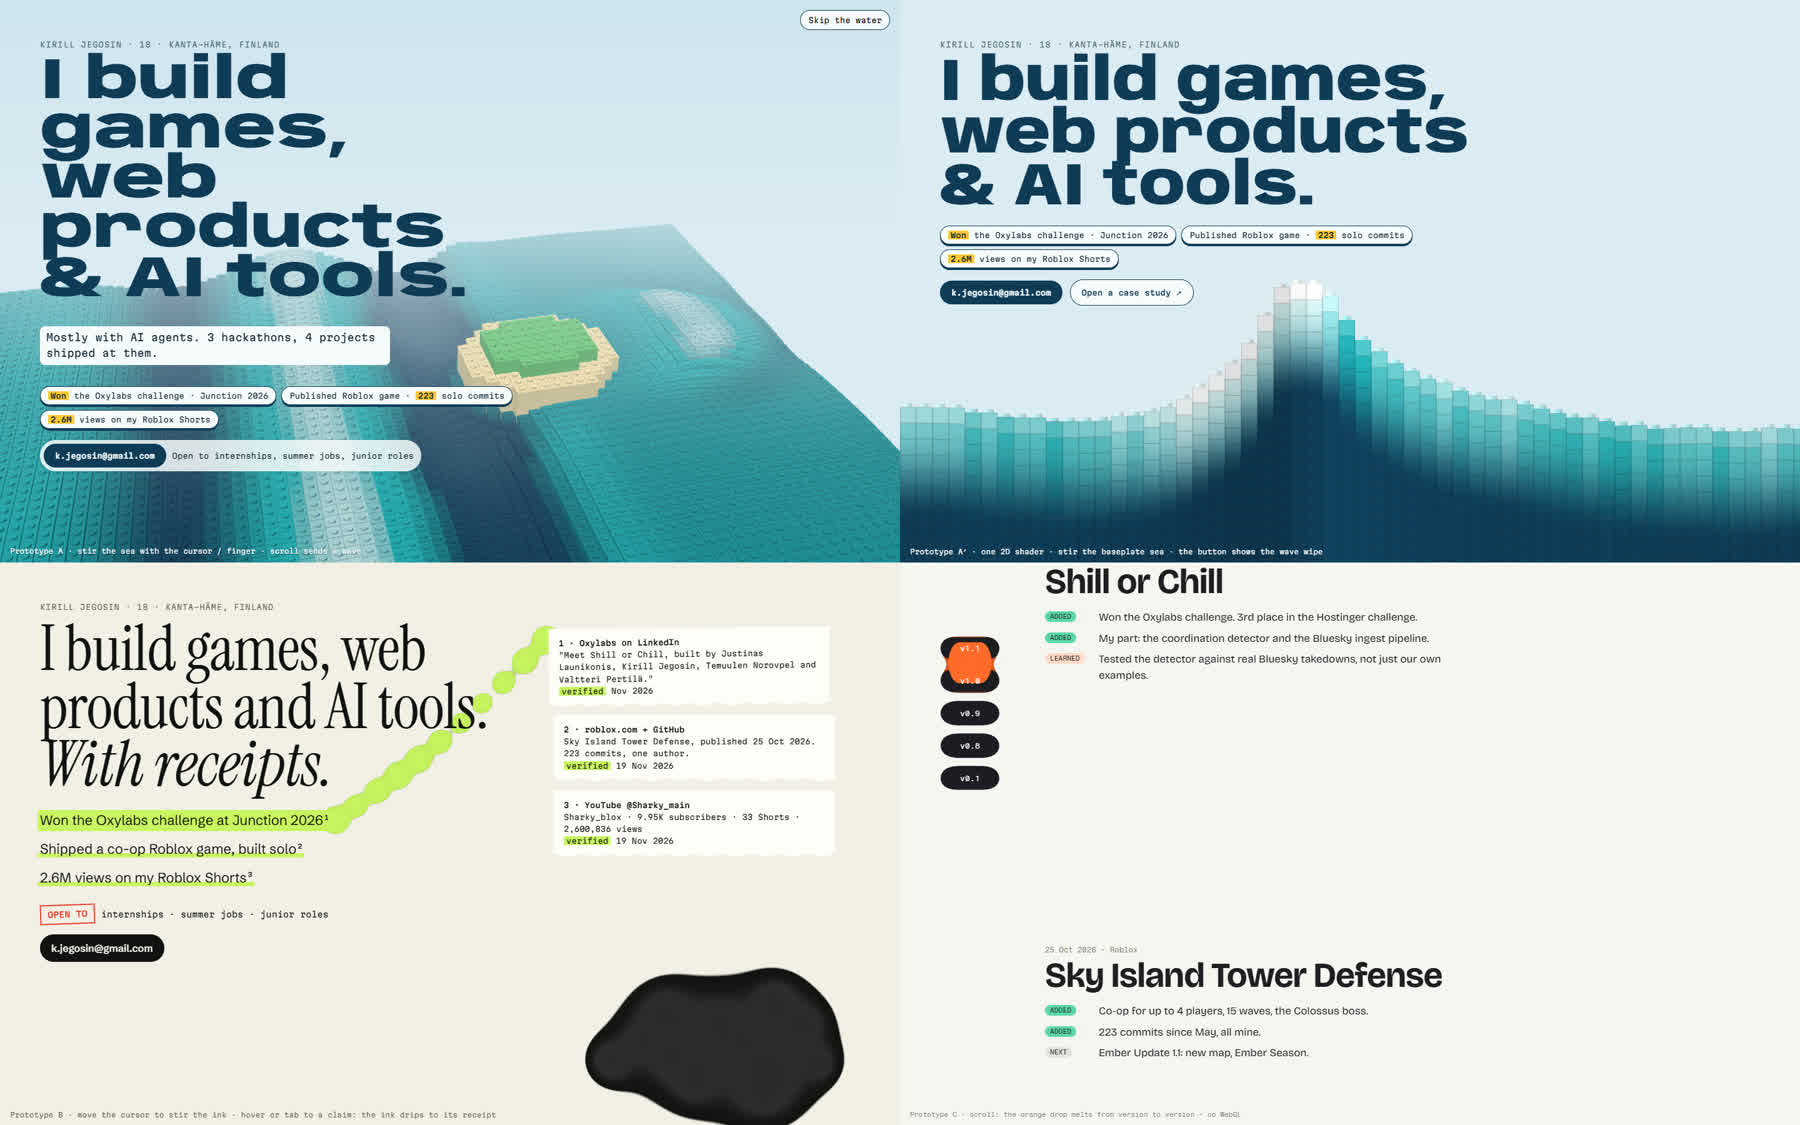 Skip the water
KIRILL JEGOSIN · 18 · KANTA-HÄME, FINLAND
I build
games,
web
products
& AI tools.
Mostly with AI agents. 3 hackathons, 4 projects
shipped at them.
Won the Oxylabs challenge · Junction 2026
Published Roblox game · 223 solo commits
2.6M views on my Roblox Shorts
k.jegosin@gmail.com
Open to internships, summer jobs, junior roles
Prototype A · stir the sea with the cursor / finger · scroll sends a wave
KIRILL JEGOSIN · 18 · KANTA-HÄME, FINLAND
I build games,
web products
& AI tools.
Won the Oxylabs challenge · Junction 2026
Published Roblox game · 223 solo commits
2.6M views on my Roblox Shorts
k.jegosin@gmail.com
Open a case study ↗
Prototype A' · one 2D shader · stir the baseplate sea · the button shows the wave wipe
KIRILL JEGOSIN · 18 · KANTA-HÄME, FINLAND
I build games, web
products and AI tools.
With receipts.
Won the Oxylabs challenge at Junction 2026¹
Shipped a co-op Roblox game, built solo²
2.6M views on my Roblox Shorts³
OPEN TO internships · summer jobs · junior roles
k.jegosin@gmail.com
1 · Oxylabs on LinkedIn
"Meet Shill or Chill, built by Justinas
Launikonis, Kirill Jegosin, Temuulen Norovpel and
Valtteri Pertilä."
verified Nov 2026
2 · roblox.com + GitHub
Sky Island Tower Defense, published 25 Oct 2026.
223 commits, one author.
verified 19 Nov 2026
3 · YouTube @Sharky_main
Sharky_blox · 9.95K subscribers · 33 Shorts ·
2,600,836 views
verified 19 Nov 2026
Prototype B · move the cursor to stir the ink · hover or tab to a claim: the ink drips to its receipt
Shill or Chill
ADDED Won the Oxylabs challenge. 3rd place in the Hostinger challenge.
ADDED My part: the coordination detector and the Bluesky ingest pipeline.
LEARNED Tested the detector against real Bluesky takedowns, not just our own
examples.
v1.1
v1.0
v0.9
v0.8
v0.1
25 Oct 2026 · Roblox
Sky Island Tower Defense
ADDED Co-op for up to 4 players, 15 waves, the Colossus boss.
ADDED 223 commits since May, all mine.
NEXT Ember Update 1.1: new map, Ember Season.
Prototype C · scroll: the orange drop melts from version to version · no WebGL